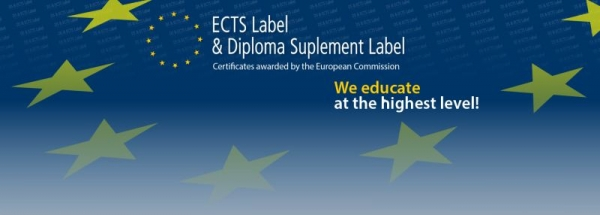 ECTS Label
& Diploma Suplement Label
Certificates awarded by the European Commission
We educate
at the highest level!